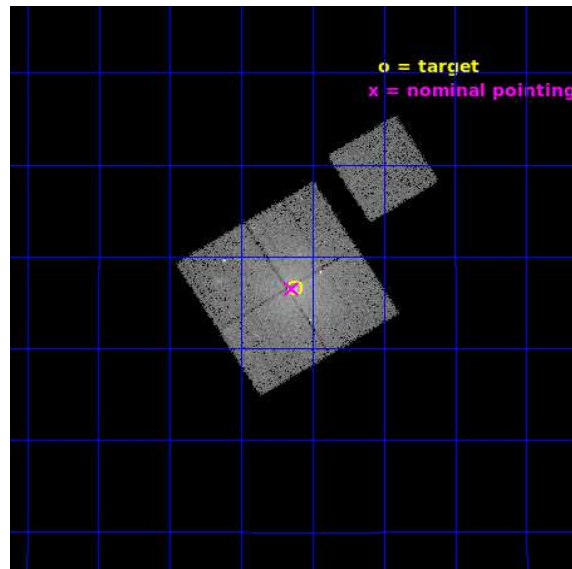 o = target
x = nominal pointing